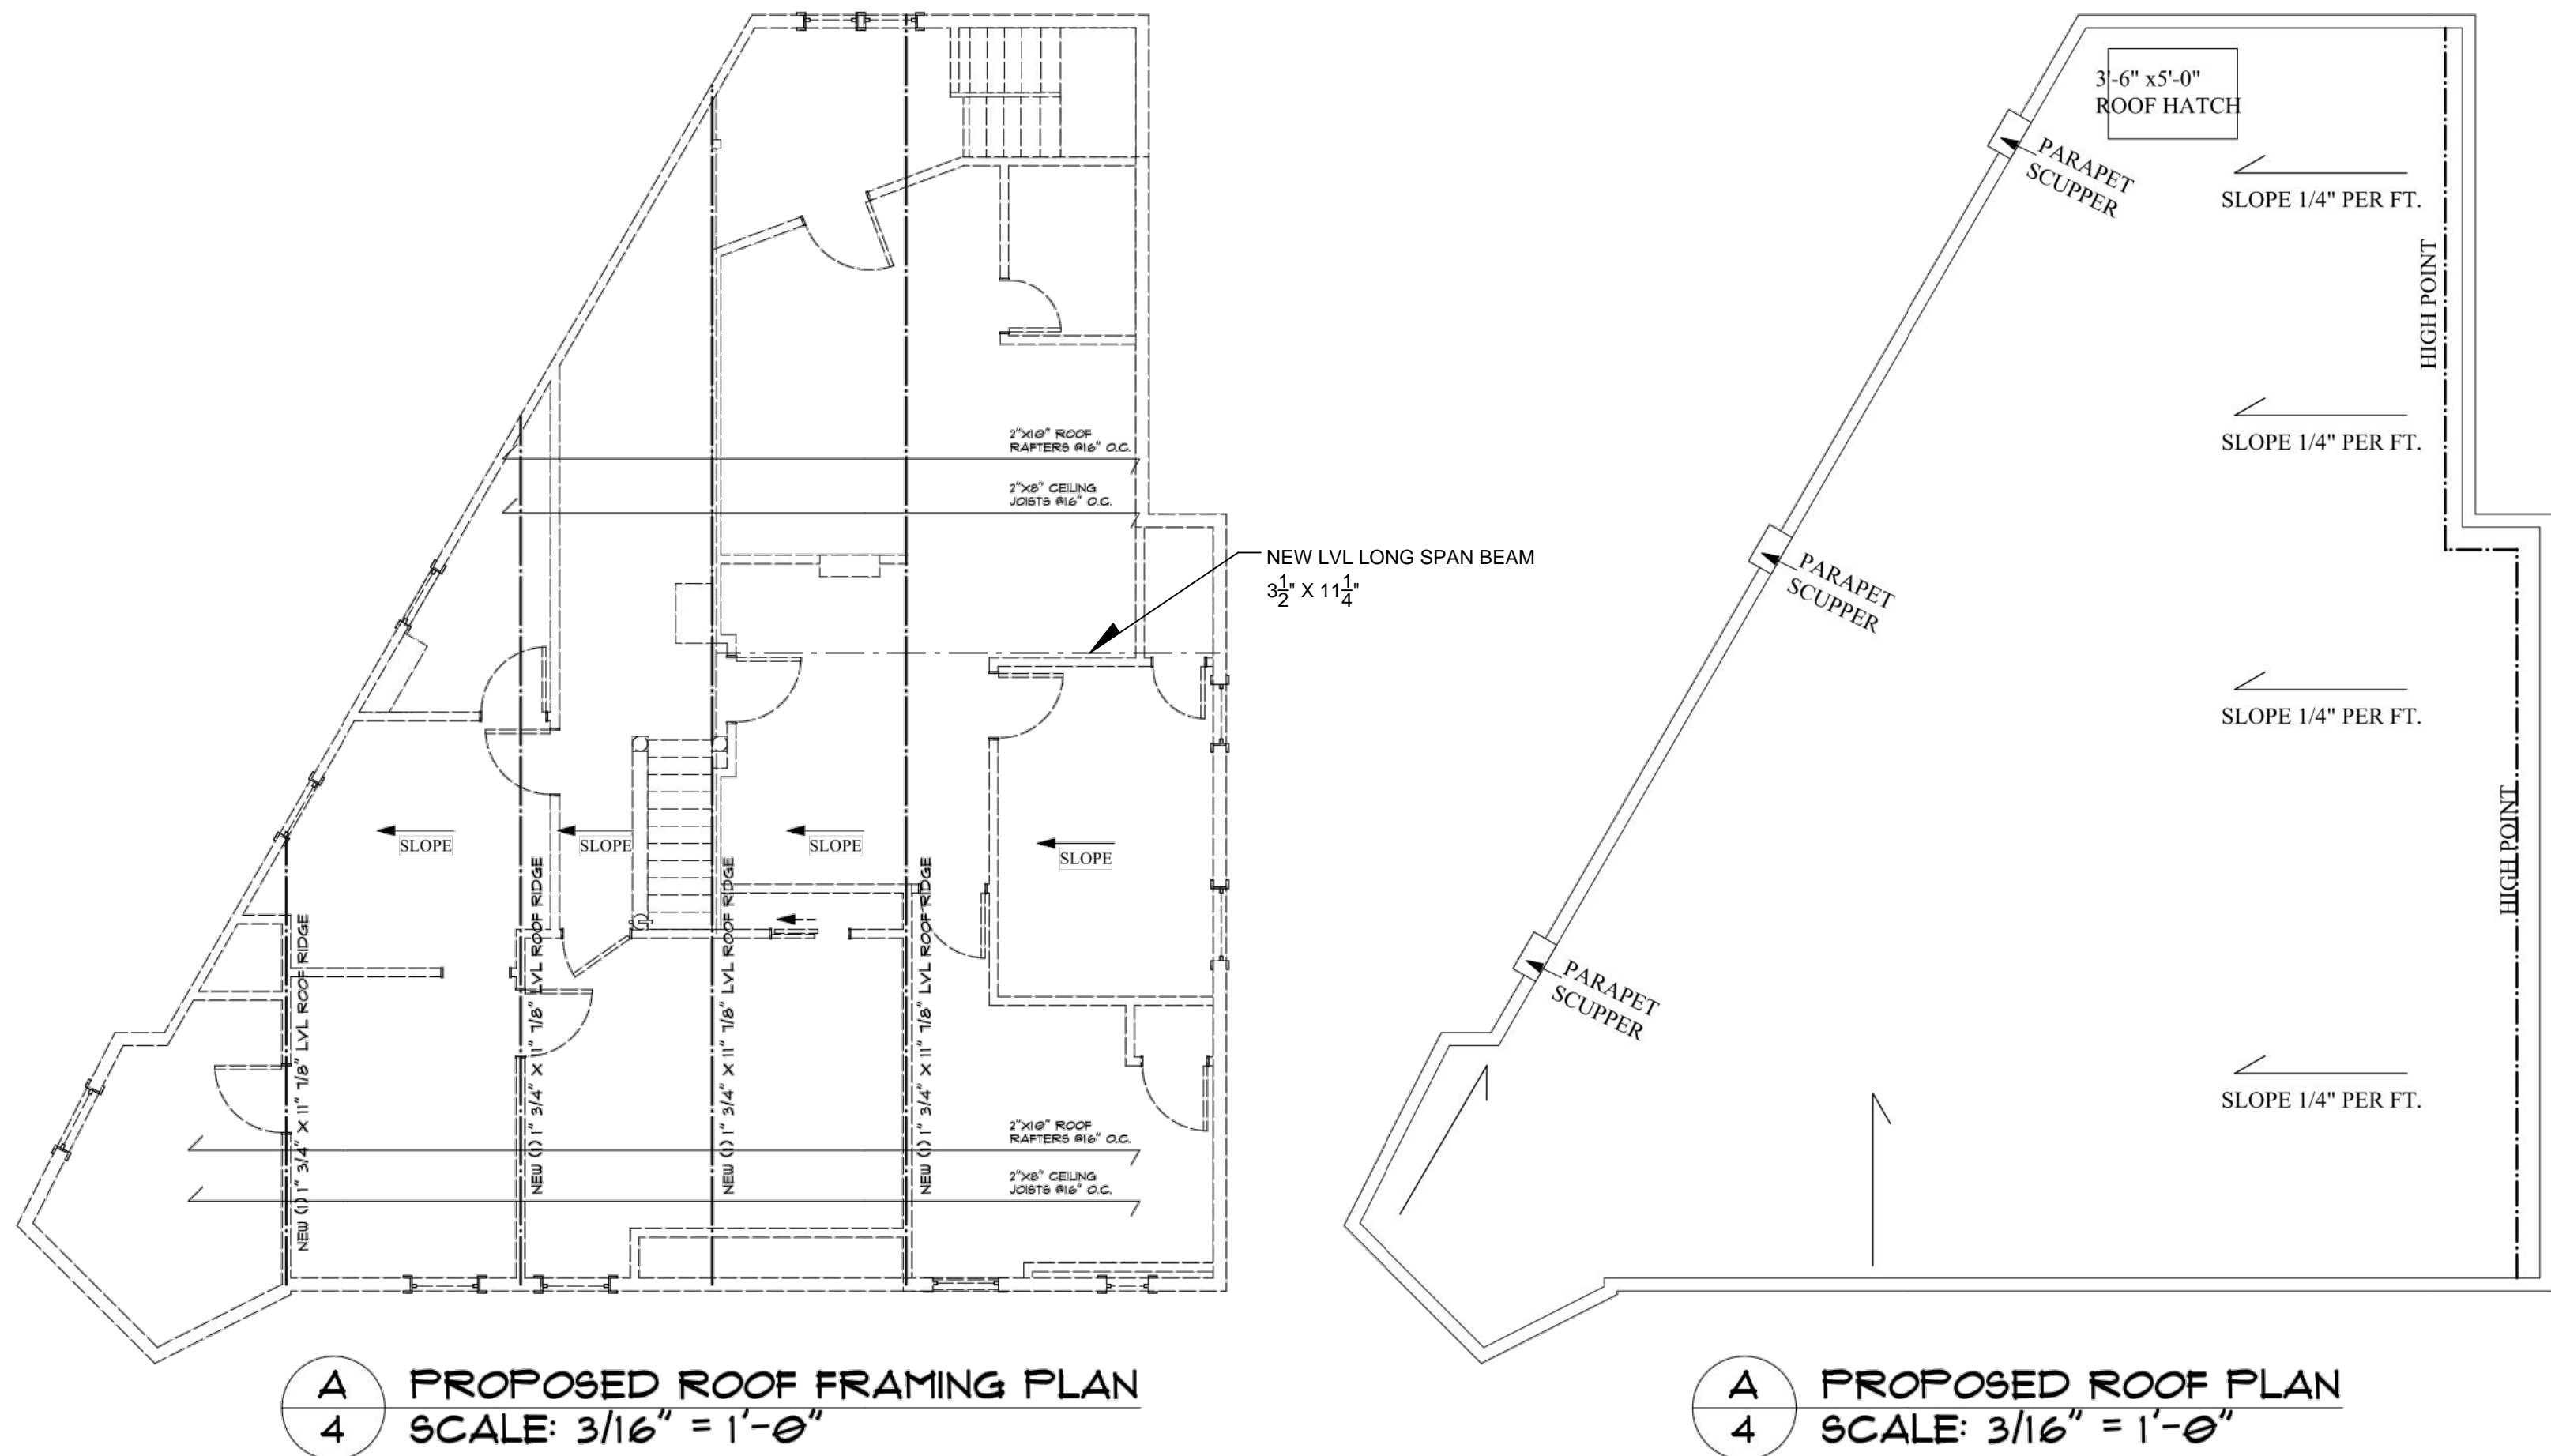 2"X10" ROOF
RAFTERS @16" O.C.
2"X8" CEILING
JOISTS @16" O.C.
NEW LVL LONG SPAN BEAM
3 1/2" X 11 1/4"
SLOPE
SLOPE
SLOPE
SLOPE
NEW (1) 1" 3/4" X 11" 7/8" LVL ROOF RIDGE
NEW (1) 1" 3/4" X 11" 7/8" LVL ROOF RIDGE
NEW (1) 1" 3/4" X 11" 7/8" LVL ROOF RIDGE
NEW (1) 1" 3/4" X 11" 7/8" LVL ROOF RIDGE
2"X10" ROOF
RAFTERS @16" O.C.
2"X8" CEILING
JOISTS @16" O.C.
A
4
PROPOSED ROOF FRAMING PLAN
SCALE: 3/16" = 1'-0"
3'-6" x5'-0"
ROOF HATCH
PARAPET
SCUPPER
SLOPE 1/4" PER FT.
HIGH POINT
SLOPE 1/4" PER FT.
PARAPET
SCUPPER
SLOPE 1/4" PER FT.
HIGH POINT
PARAPET
SCUPPER
SLOPE 1/4" PER FT.
A
4
PROPOSED ROOF PLAN
SCALE: 3/16" = 1'-0"